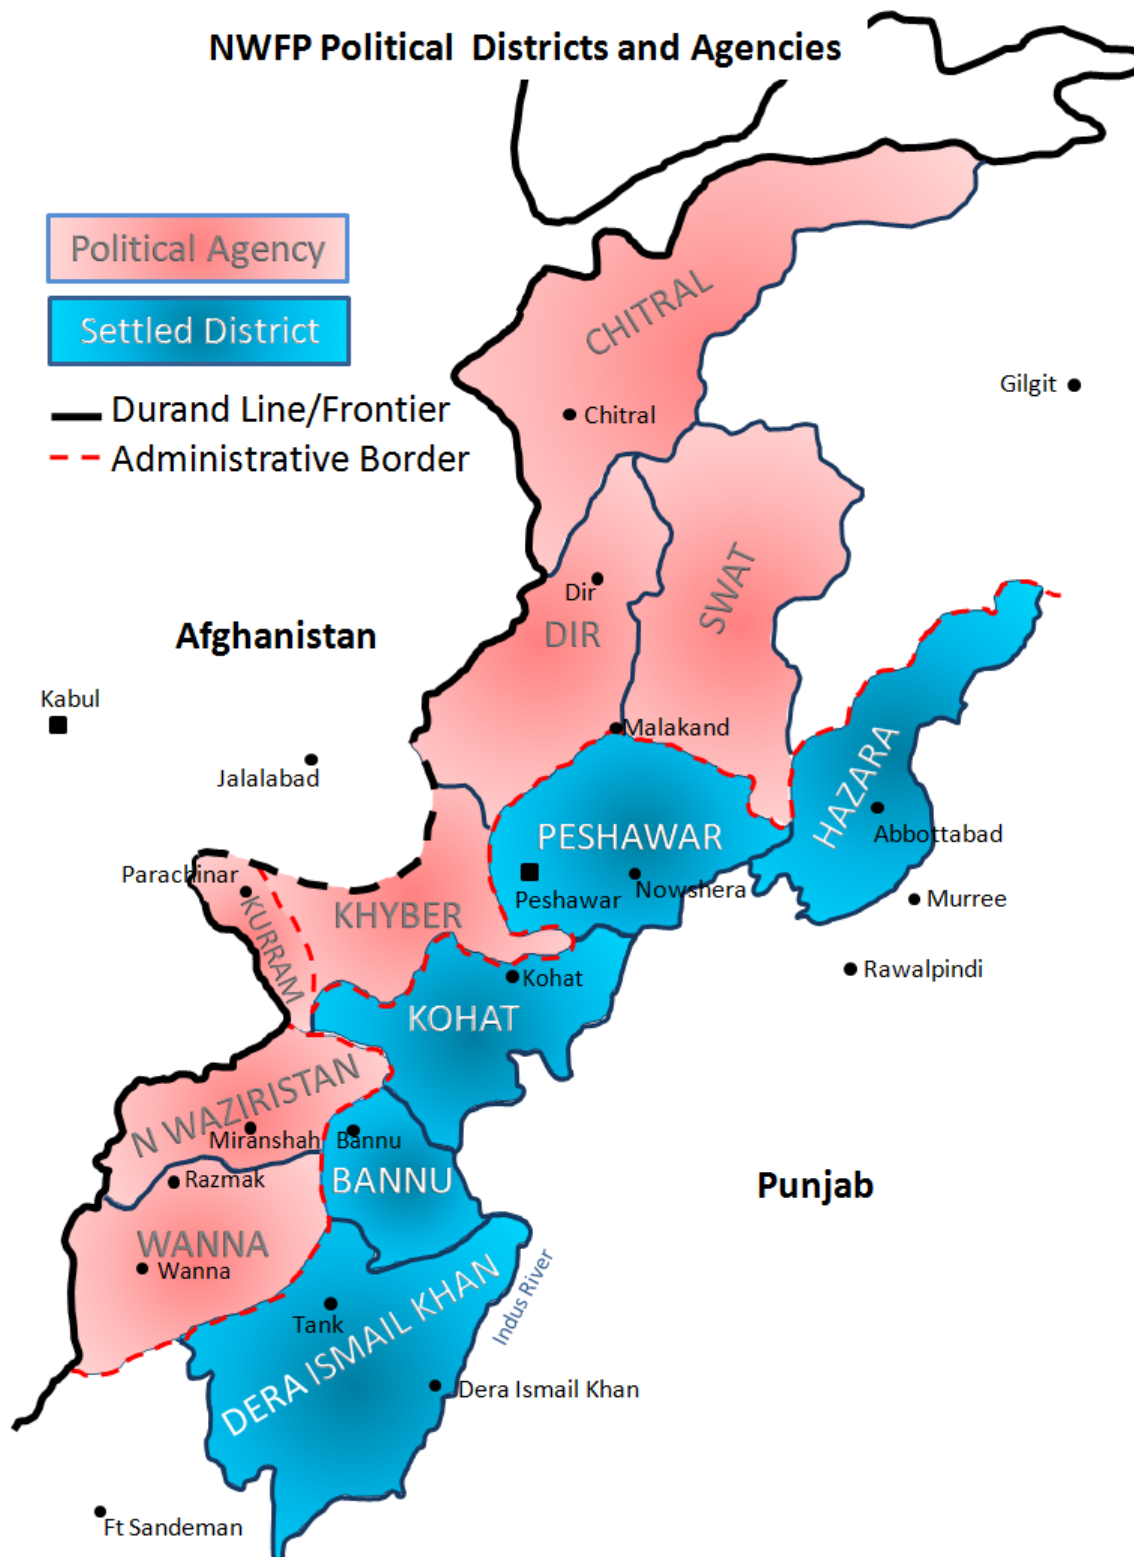 NWFP Political Districts and Agencies
Political Agency
Settled District
Durand Line/Frontier
Administrative Border
CHITRAL
Gilgit
Chitral
SWAT
Dir
DIR
Afghanistan
Kabul
Malakand
Jalalabad
HAZARA
PESHAWAR
Abbottabad
Parachinar
Peshawar
Nowshera
Murree
KHYBER
KURRAM
Rawalpindi
Kohat
KOHAT
N WAZIRISTAN
Miranshah
Bannu
Razmak
BANNU
Punjab
WANNA
Wanna
Indus River
Tank
DERA ISMAIL KHAN
Dera Ismail Khan
Ft Sandeman